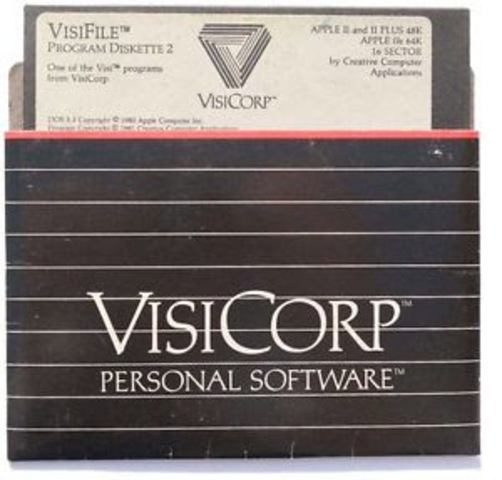 VISIFILE™
PROGRAM DISKETTE 2
One of the Visi™ programs
from VisiCorp
VISICORP™
APPLE II and II PLUS 48K
APPLE IIe 64K
16 SECTOR
by Creative Computer
Applications
DOS 3.3 Copyright © Apple Computer Inc.
Program Copyright © 1981 Creative Computer Applications
VISICORP™
PERSONAL SOFTWARE™